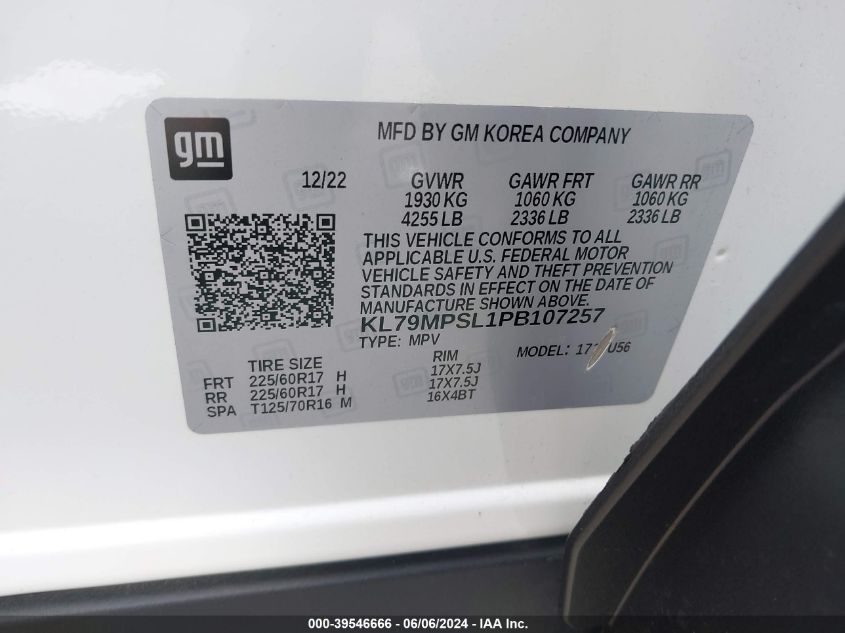 gm
MFD BY GM KOREA COMPANY
12/22 GVWR GAWR FRT GAWR RR
1930 KG 1060 KG 1060 KG
4255 LB 2336 LB 2336 LB
THIS VEHICLE CONFORMS TO ALL
APPLICABLE U.S. FEDERAL MOTOR
VEHICLE SAFETY AND THEFT PREVENTION
STANDARDS IN EFFECT ON THE DATE OF
MANUFACTURE SHOWN ABOVE.
KL79MPSL1PB107257
TYPE: MPV MODEL:
TIRE SIZE RIM
FRT 225/60R17 H 17X7.5J
RR 225/60R17 H 17X7.5J
SPA T125/70R16 M 16X4BT
000-39546666 - 06/06/2024 - IAA Inc.